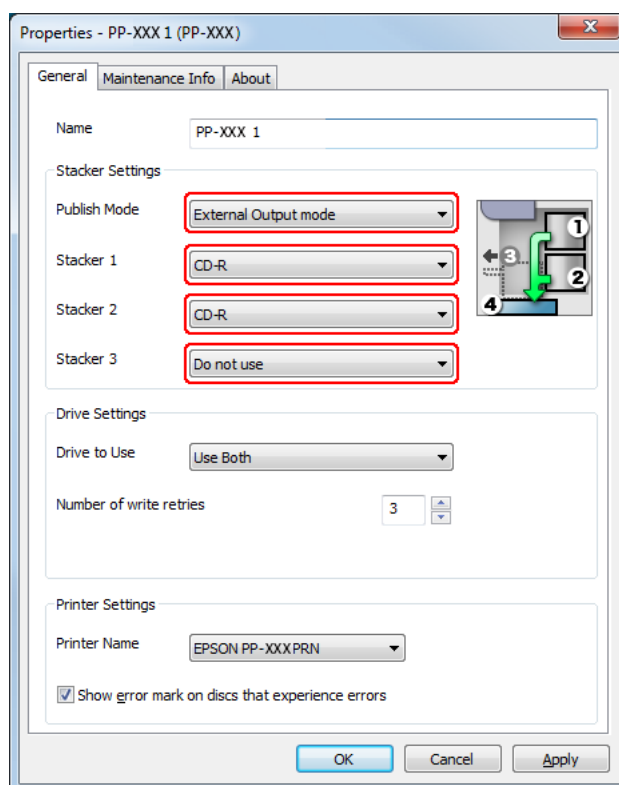 Properties - PP-XXX 1 (PP-XXX)
General Maintenance Info About
Name PP-XXX 1
Stacker Settings
Publish Mode External Output mode
1
Stacker 1 CD-R
3
2
Stacker 2 CD-R
4
Stacker 3 Do not use
Drive Settings
Drive to Use Use Both
Number of write retries 3
Printer Settings
Printer Name EPSON PP-XXXPRN
Show error mark on discs that experience errors
OK Cancel Apply